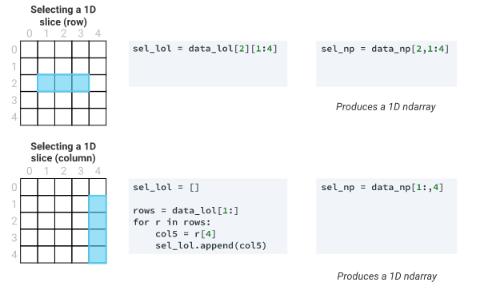 Selecting a 1D
slice (row)
0 1 2 3 4
0
1
2
3
4
sel_lol = data_lol[2][1:4]
sel_np = data_np[2,1:4]
Produces a 1D ndarray
Selecting a 1D
slice (column)
0 1 2 3 4
0
1
2
3
4
sel_lol = []
rows = data_lol[1:]
for r in rows:
    col5 = r[4]
    sel_lol.append(col5)
sel_np = data_np[1:,4]
Produces a 1D ndarray